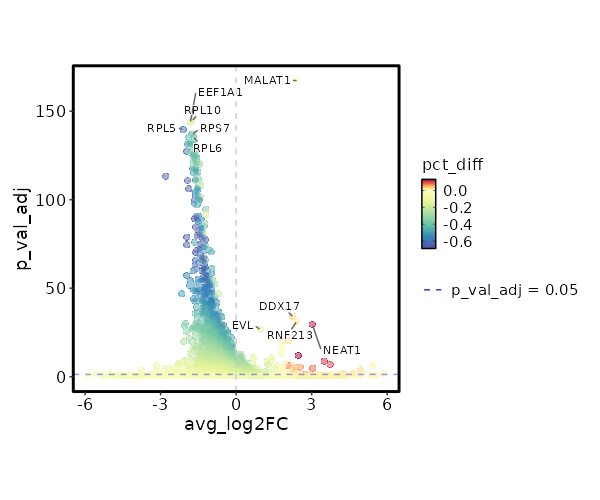 MALAT1
EEF1A1
RPL10
RPL5
RPS7
RPL6
DDX17
EVL
RNF213
NEAT1
150
100
50
0
p_val_adj
-6
-3
0
3
6
avg_log2FC
pct_diff
0.0
-0.2
-0.4
-0.6
p_val_adj = 0.05